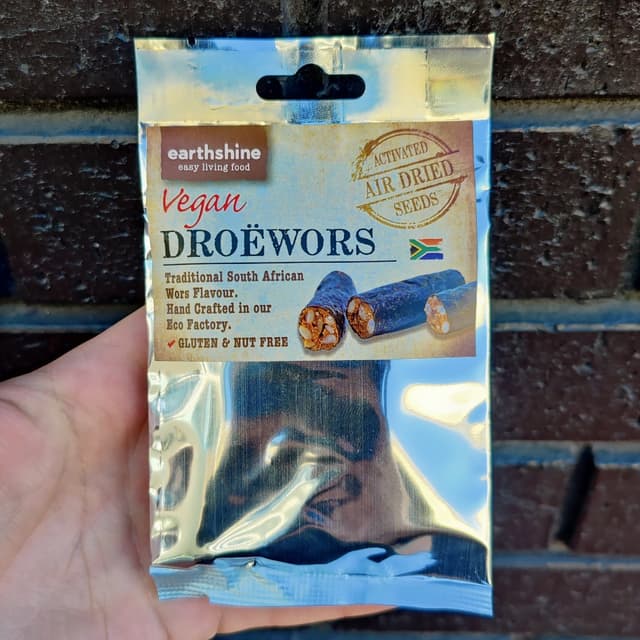 earthshine
easy living food
ACTIVATED
AIR DRIED
SEEDS
Vegan
DROËWORS
Traditional South African
Wors Flavour.
Hand Crafted in our
Eco Factory.
✔ GLUTEN & NUT FREE